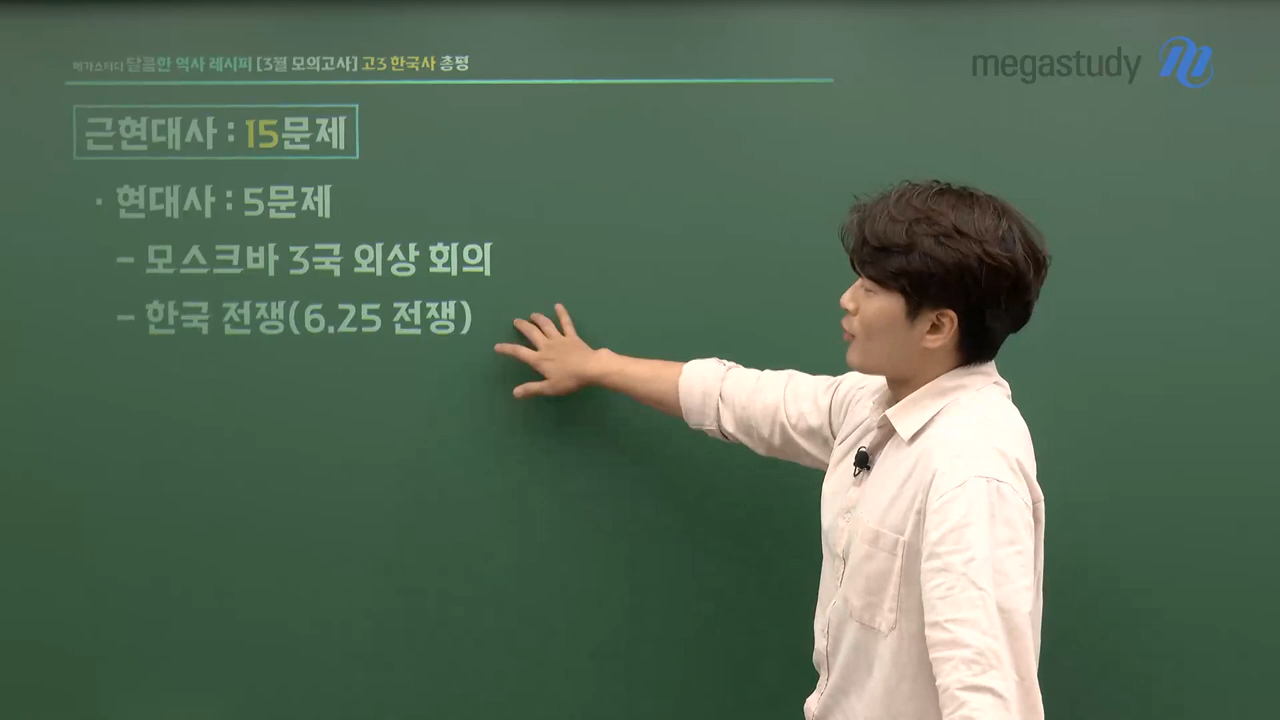 메가스터디 달콤한 역사 레시피 [3월 모의고사] 고3 한국사 총평
megastudy
근현대사 : 15문제
· 현대사 : 5문제
- 모스크바 3국 외상 회의
- 한국 전쟁(6.25 전쟁)